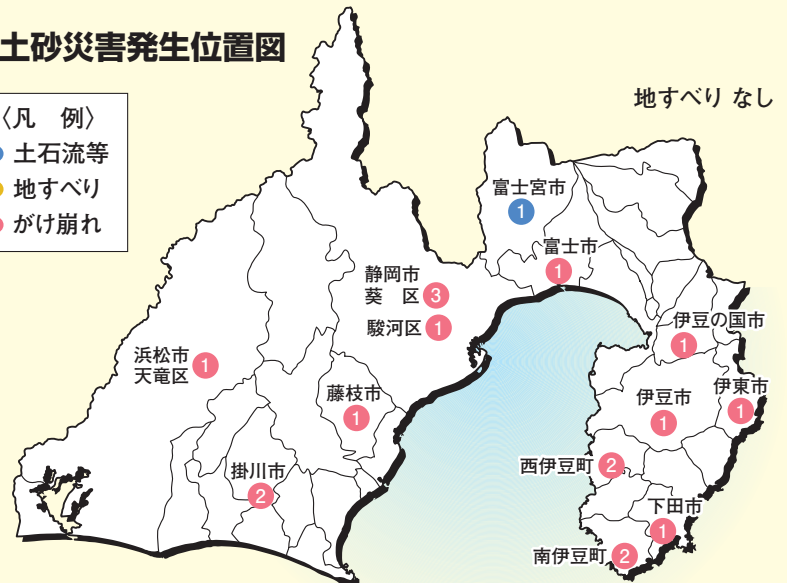 土砂災害発生位置図
〈凡　例〉
土石流等
地すべり
がけ崩れ
地すべり なし
富士宮市
1
富士市
1
静岡市
葵　区 3
駿河区 1
浜松市
天竜区 1
藤枝市
1
掛川市
2
伊豆の国市
1
伊豆市
1
伊東市
1
西伊豆町 2
下田市
1
南伊豆町 2